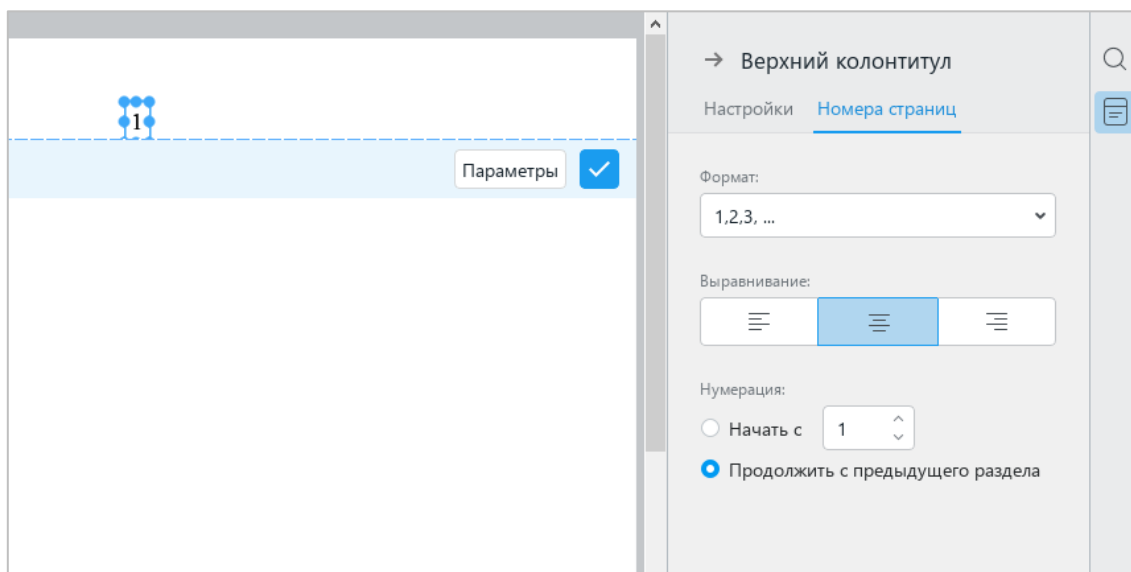 1
Параметры
Верхний колонтитул
Настройки Номера страниц
Формат:
1,2,3, ...
Выравнивание:
Нумерация:
Начать с 1
Продолжить с предыдущего раздела